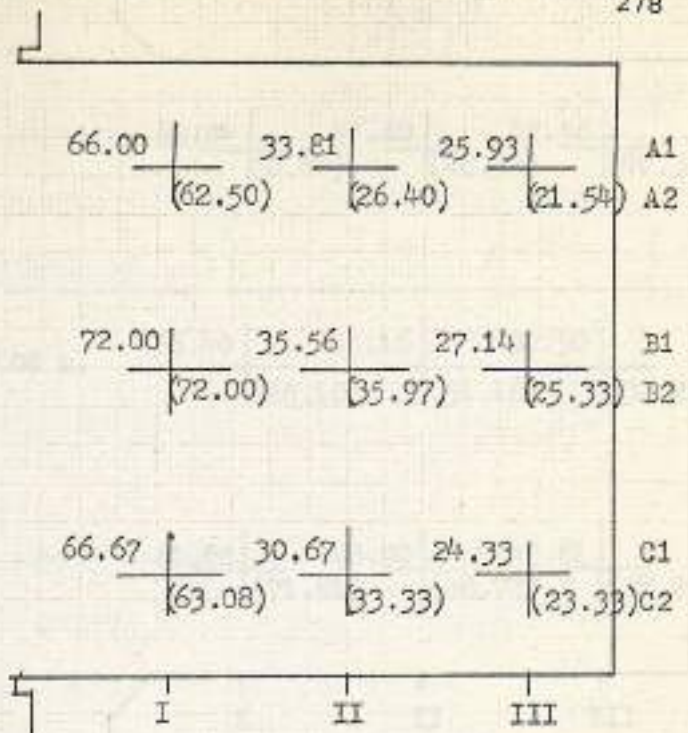 278
66.00 33.81 25.93 A1
(62.50) (26.40) (21.54) A2
72.00 35.56 27.14 B1
(72.00) (35.97) (25.33) B2
66.67 30.67 24.33 C1
(63.08) (33.33) (23.33) C2
I II III